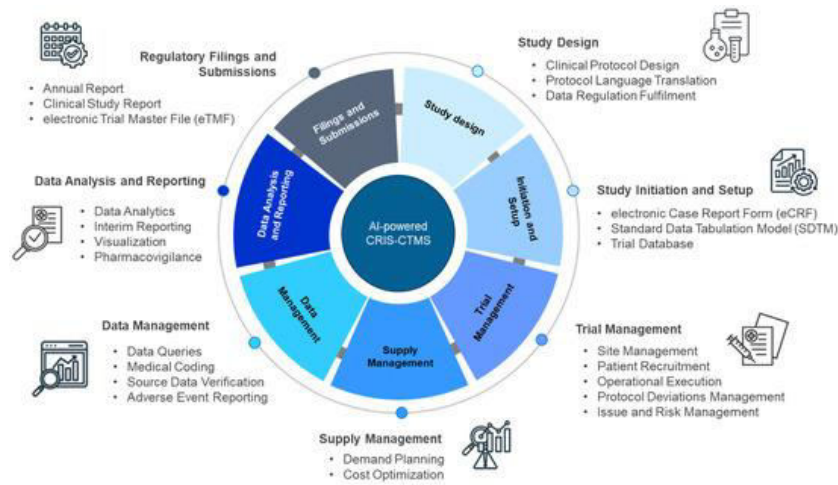 Regulatory Filings and
Submissions
• Annual Report
• Clinical Study Report
• electronic Trial Master File (eTMF)
Study Design
• Clinical Protocol Design
• Protocol Language Translation
• Data Regulation Fulfilment
Filings and
Submissions
Study design
Data Analysis and Reporting
• Data Analytics
• Interim Reporting
• Visualization
• Pharmacovigilance
Data Analysis
and Reporting
AI-powered
CRIS-CTMS
Initiation and
Setup
Study Initiation and Setup
• electronic Case Report Form (eCRF)
• Standard Data Tabulation Model (SDTM)
• Trial Database
Data
Management
Supply
Management
Trial
Management
Data Management
• Data Queries
• Medical Coding
• Source Data Verification
• Adverse Event Reporting
Trial Management
• Site Management
• Patient Recruitment
• Operational Execution
• Protocol Deviations Management
• Issue and Risk Management
Supply Management
• Demand Planning
• Cost Optimization